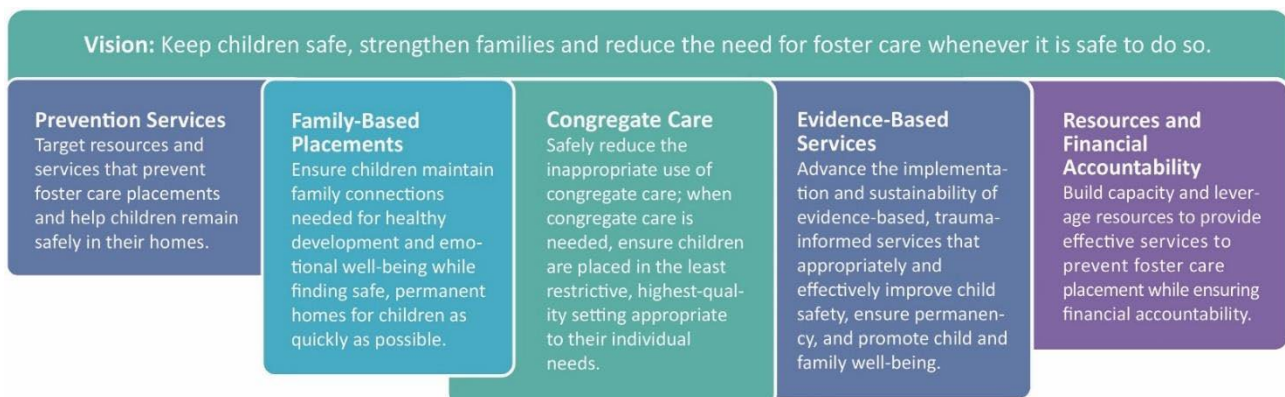 Vision: Keep children safe, strengthen families and reduce the need for foster care whenever it is safe to do so.
Prevention Services
Target resources and
services that prevent
foster care placements
and help children remain
safely in their homes.
Family-Based
Placements
Ensure children maintain
family connections
needed for healthy
development and emo-
tional well-being while
finding safe, permanent
homes for children as
quickly as possible.
Congregate Care
Safely reduce the
inappropriate use of
congregate care; when
congregate care is
needed, ensure children
are placed in the least
restrictive, highest-qual-
ity setting appropriate
to their individual
needs.
Evidence-Based
Services
Advance the implementa-
tion and sustainability of
evidence-based, trauma-
informed services that
appropriately and
effectively improve child
safety, ensure permanen-
cy, and promote child and
family well-being.
Resources and
Financial
Accountability
Build capacity and lever-
age resources to provide
effective services to
prevent foster care
placement while ensuring
financial accountability.